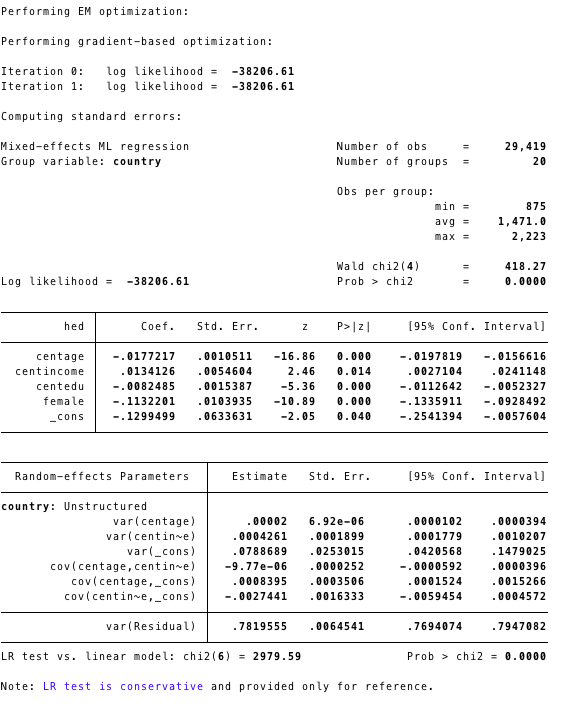 Performing EM optimization:
Performing gradient-based optimization:
Iteration 0:   log likelihood =  -38206.61
Iteration 1:   log likelihood =  -38206.61
Computing standard errors:
Mixed-effects ML regression                     Number of obs     =     29,419
Group variable: country                         Number of groups  =         20
Obs per group:
min =        875
avg =    1,471.0
max =      2,223
Wald chi2(4)      =     418.27
Log likelihood =  -38206.61                     Prob > chi2       =     0.0000
hed      Coef.   Std. Err.      z    P>|z|     [95% Conf. Interval]
centage  -.0177217   .0010511   -16.86   0.000    -.0197819   -.0156616
centincome   .0134126   .0054604     2.46   0.014     .0027104    .0241148
centedu  -.0082485   .0015387    -5.36   0.000    -.0112642   -.0052327
female  -.1132201   .0103935   -10.89   0.000    -.1335911   -.0928492
_cons  -.1299499   .0633631    -2.05   0.040    -.2541394   -.0057604
Random-effects Parameters     Estimate   Std. Err.     [95% Conf. Interval]
country: Unstructured
var(centage)     .00002   6.92e-06      .0000102    .0000394
var(centin~e)   .0004261   .0001899      .0001779    .0010207
var(_cons)   .0788689   .0253015      .0420568    .1479025
cov(centage,centin~e)  -9.77e-06   .0000252     -.0000592    .0000396
cov(centage,_cons)   .0008395   .0003506      .0001524    .0015266
cov(centin~e,_cons)  -.0027441   .0016333     -.0059454    .0004572
var(Residual)   .7819555   .0064541      .7694074    .7947082
LR test vs. linear model: chi2(6) = 2979.59               Prob > chi2 = 0.0000
Note: LR test is conservative and provided only for reference.